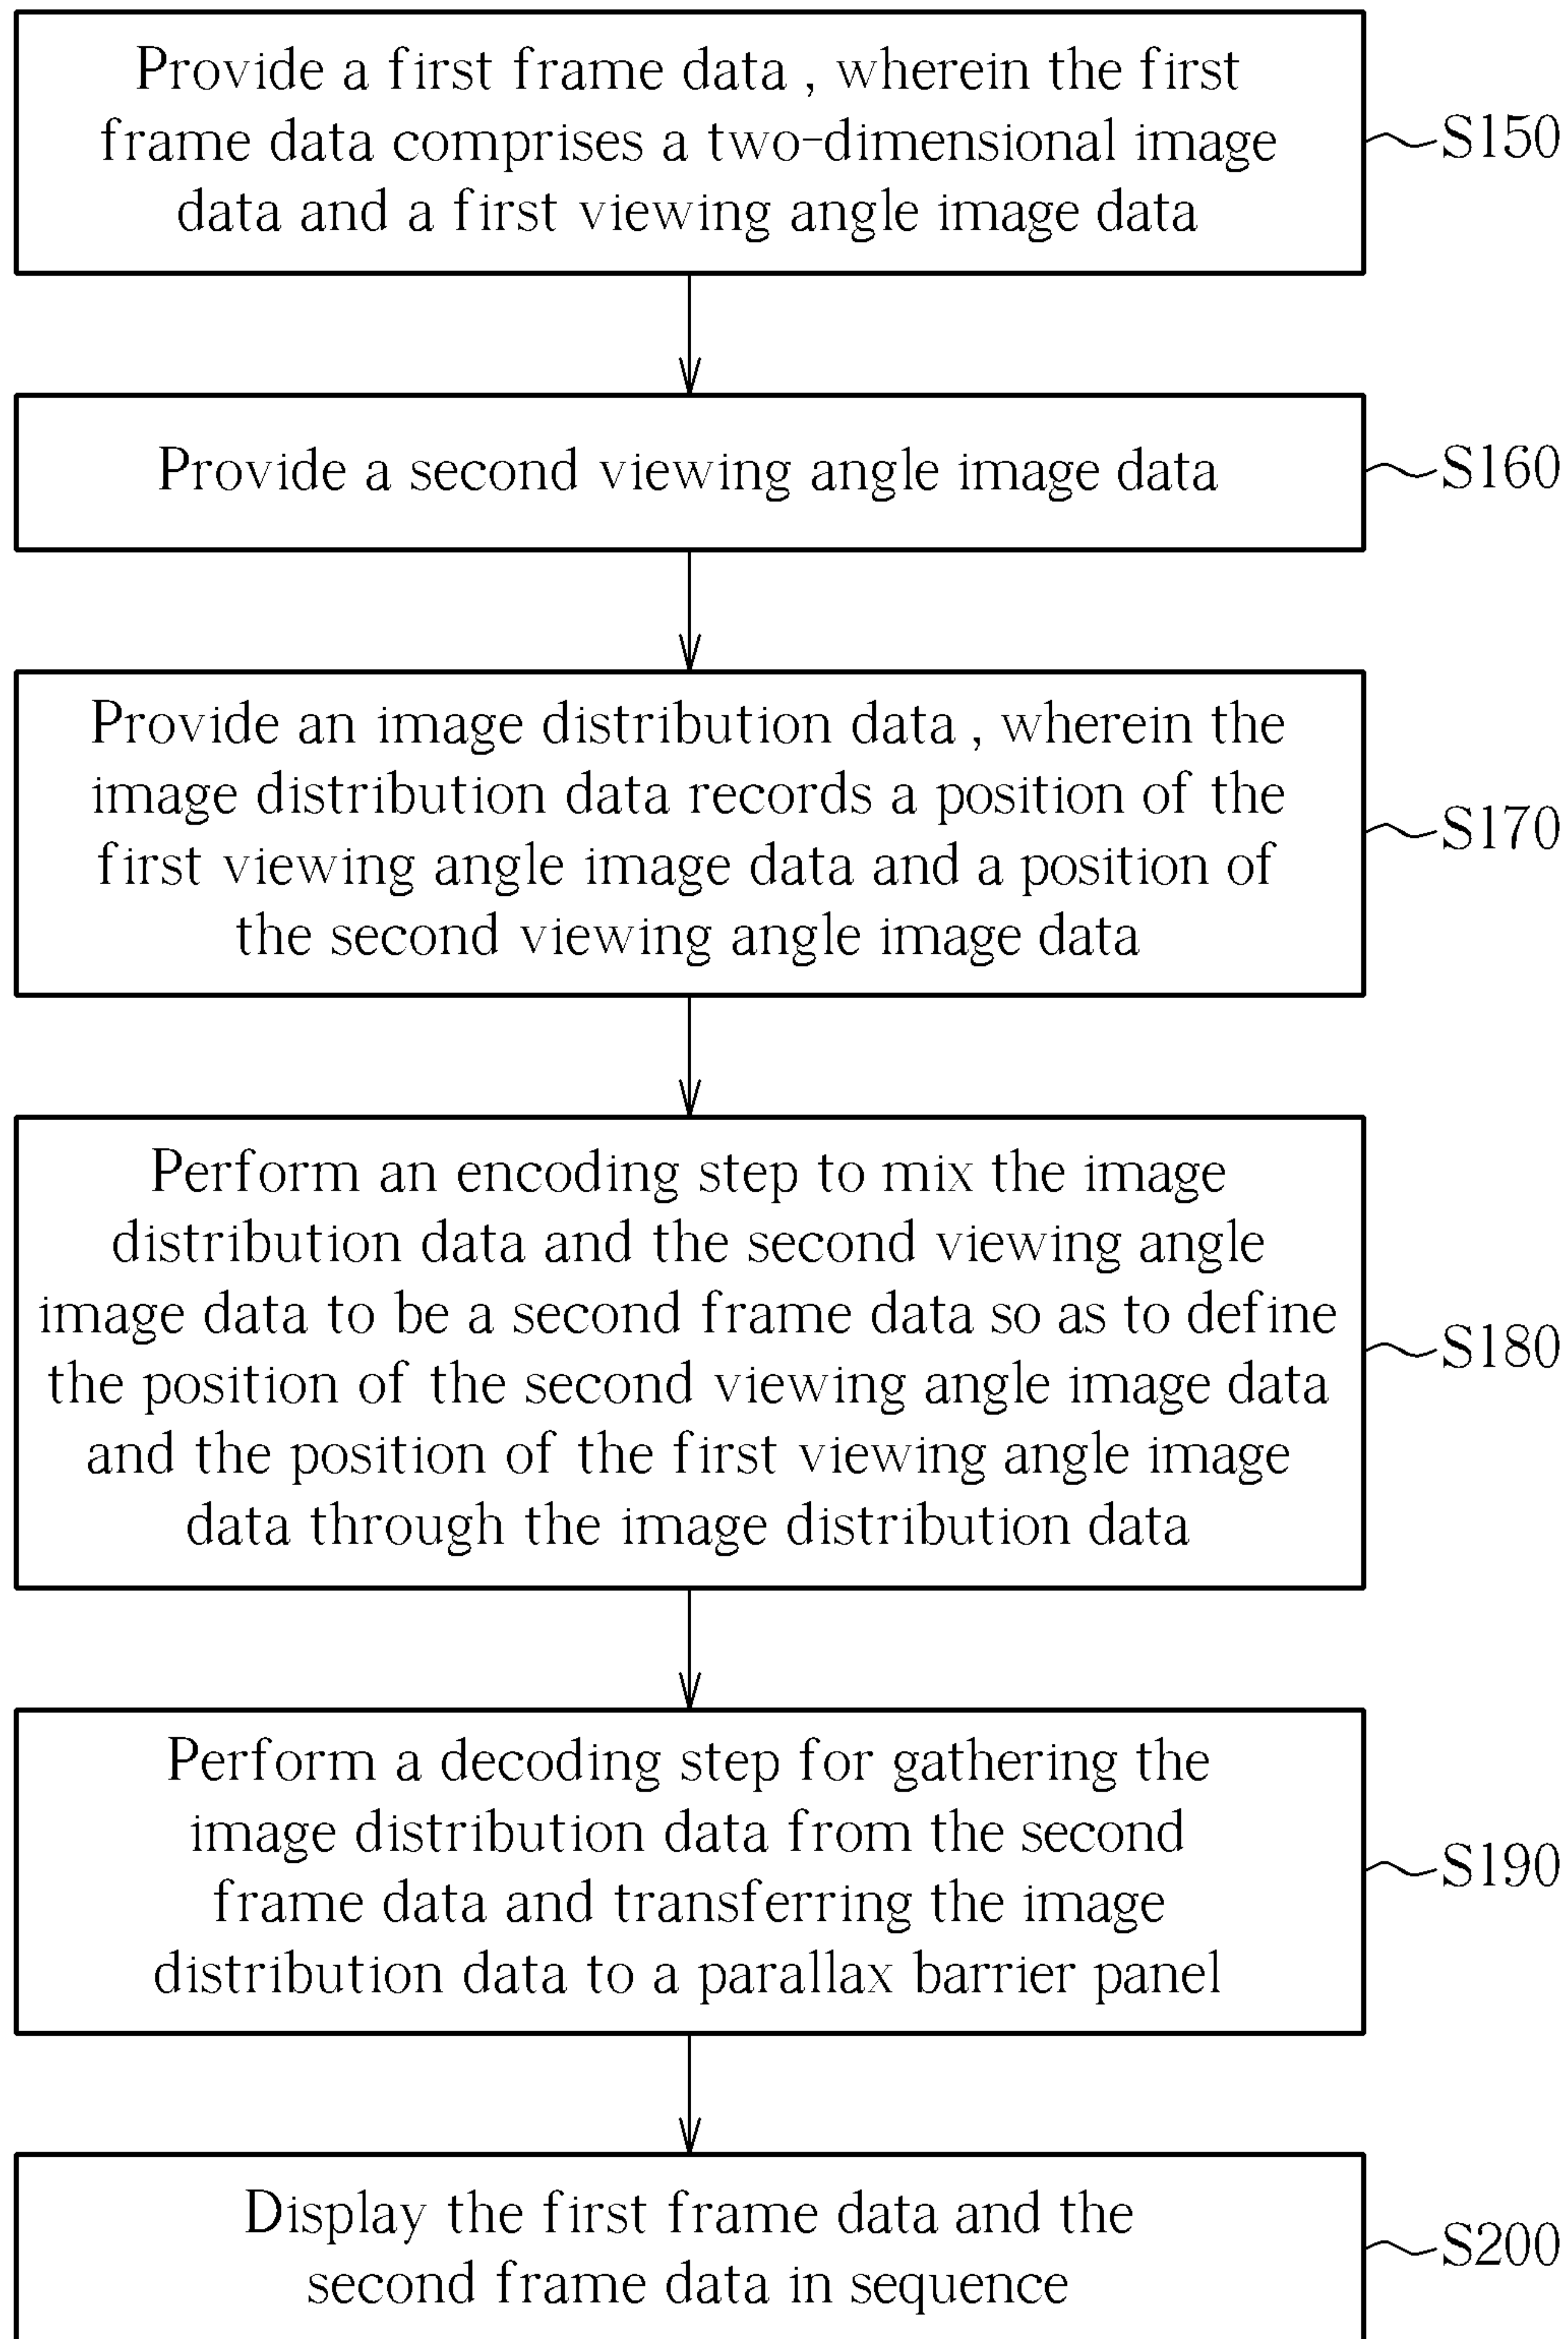 Provide a first frame data, wherein the first
frame data comprises a two-dimensional image
data and a first viewing angle image data
S150
Provide a second viewing angle image data
S160
Provide an image distribution data, wherein the
image distribution data records a position of the
first viewing angle image data and a position of
the second viewing angle image data
S170
Perform an encoding step to mix the image
distribution data and the second viewing angle
image data to be a second frame data so as to define
the position of the second viewing angle image data
and the position of the first viewing angle image
data through the image distribution data
S180
Perform a decoding step for gathering the
image distribution data from the second
frame data and transferring the image
distribution data to a parallax barrier panel
S190
Display the first frame data and the
second frame data in sequence
S200